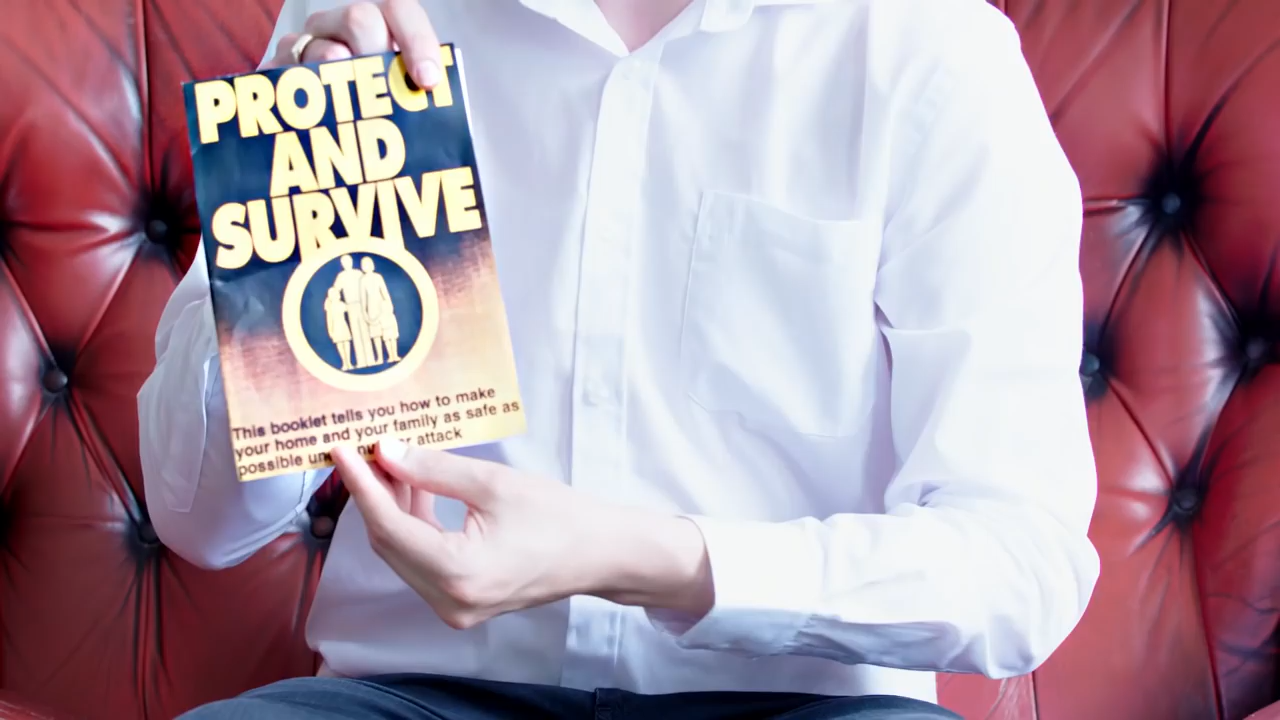 PROTECT
AND
SURVIVE
This booklet tells you how to make
your home and your family as safe as
possible attack